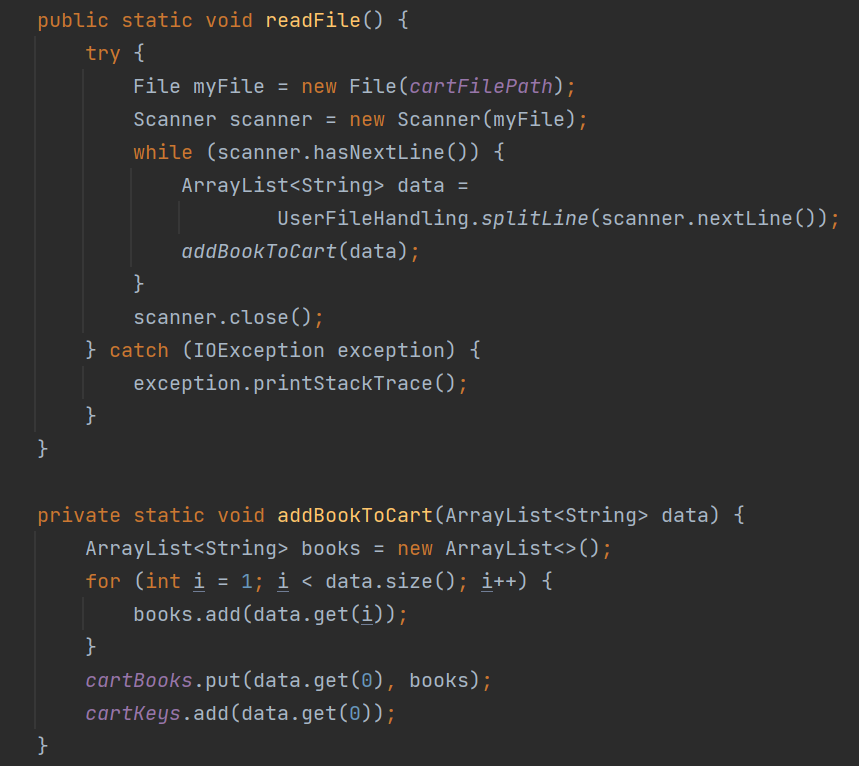 public static void readFile() {
try {
File myFile = new File(cartFilePath);
Scanner scanner = new Scanner(myFile);
while (scanner.hasNextLine()) {
ArrayList<String> data =
UserFileHandling.splitLine(scanner.nextLine());
addBookToCart(data);
}
scanner.close();
} catch (IOException exception) {
exception.printStackTrace();
}
}
private static void addBookToCart(ArrayList<String> data) {
ArrayList<String> books = new ArrayList<>();
for (int i = 1; i < data.size(); i++) {
books.add(data.get(i));
}
cartBooks.put(data.get(0), books);
cartKeys.add(data.get(0));
}